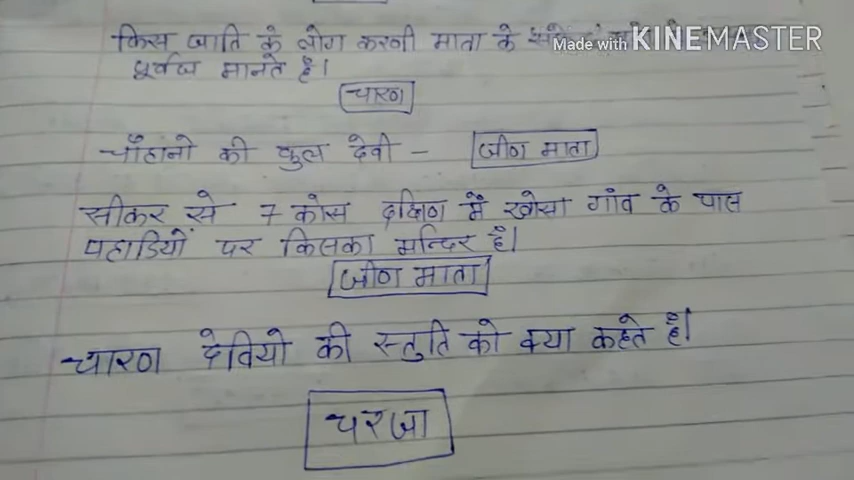 किस जाति के लोग करणी माता के
Made with KINEMASTER
पूर्वज मानते है।
चारण
चौहानो की कुल देवी - जीण माता
सीकर से 7 कोस दक्षिण मैं खोसा गांव के पास
पहाडियों पर किसका मन्दिर है।
जीण माता
चारण देवियो की स्तुति को क्या कहते है।
चरजा